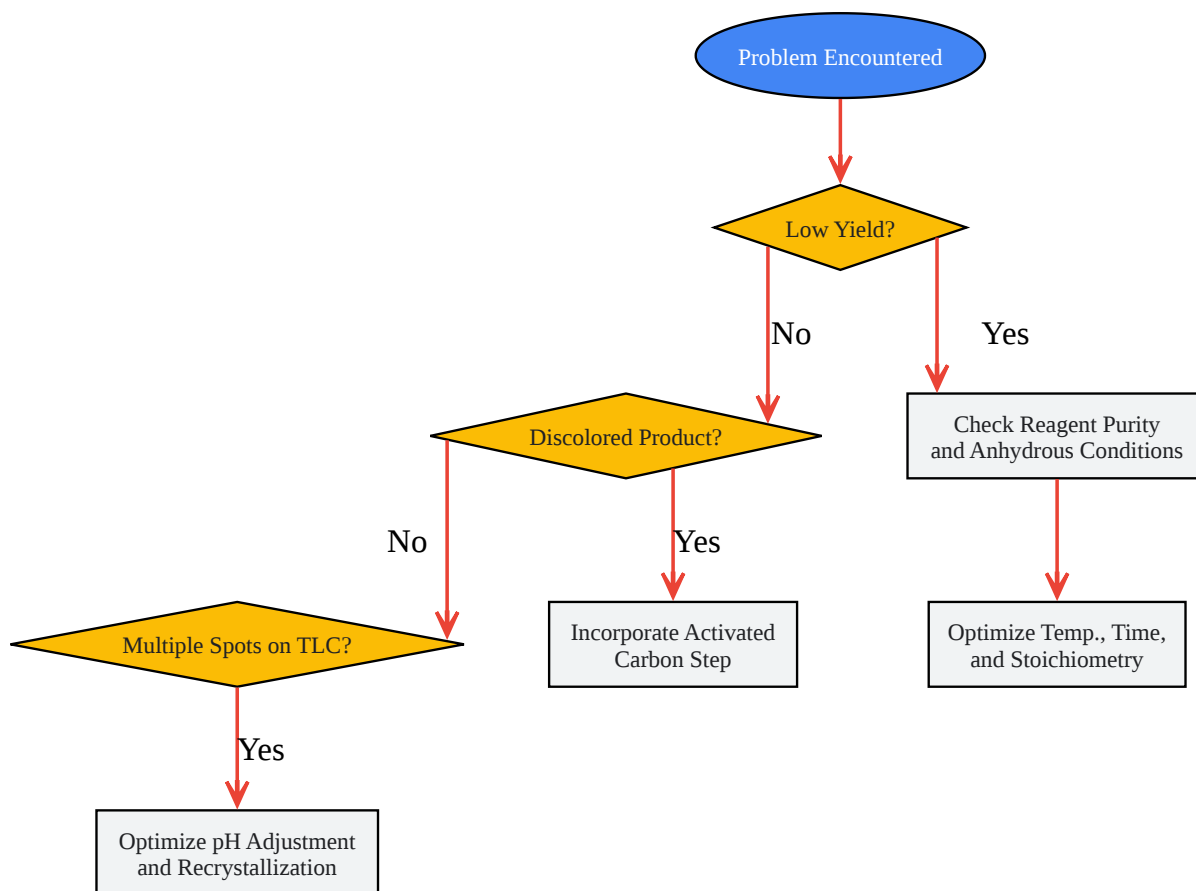 Problem Encountered
Low Yield?
No
Yes
Discolored Product?
Check Reagent Purity
and Anhydrous Conditions
No
Yes
Multiple Spots on TLC?
Incorporate Activated
Carbon Step
Optimize Temp., Time,
and Stoichiometry
Yes
Optimize pH Adjustment
and Recrystallization